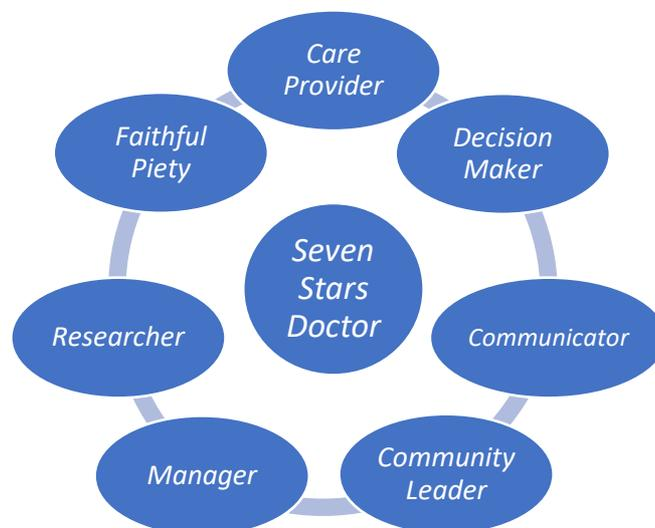 Care
Provider
Decision
Maker
Communicator
Community
Leader
Manager
Researcher
Faithful
Piety
Seven
Stars
Doctor